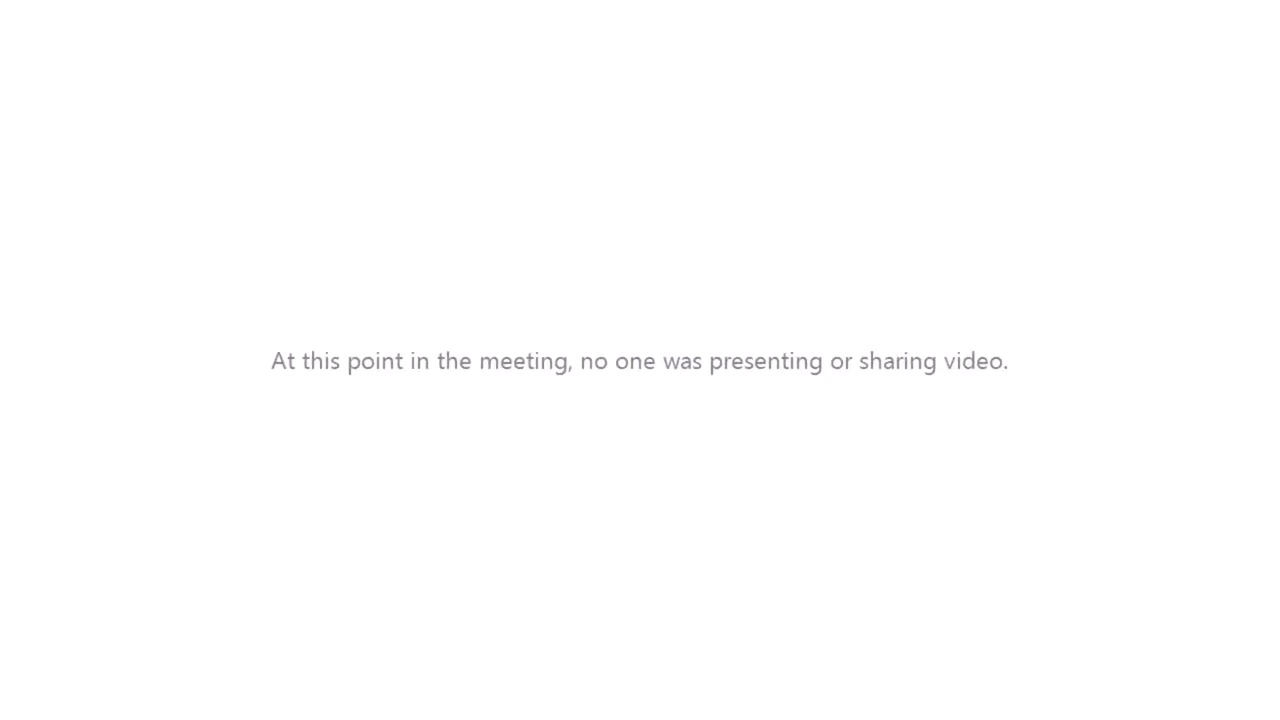 At this point in the meeting, no one was presenting or sharing video.